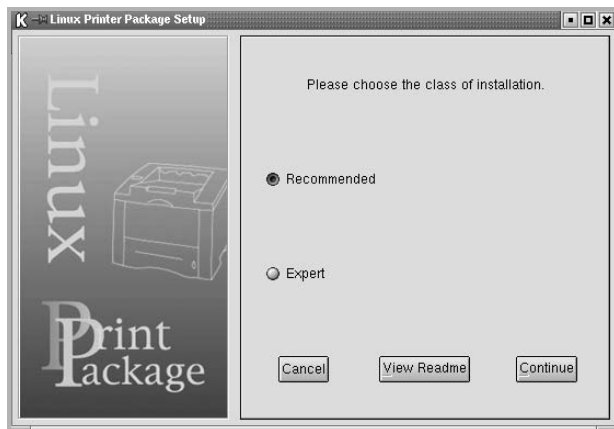 Linux Printer Package Setup
Linux
Print
Package
Please choose the class of installation.
Recommended
Expert
Cancel
View Readme
Continue